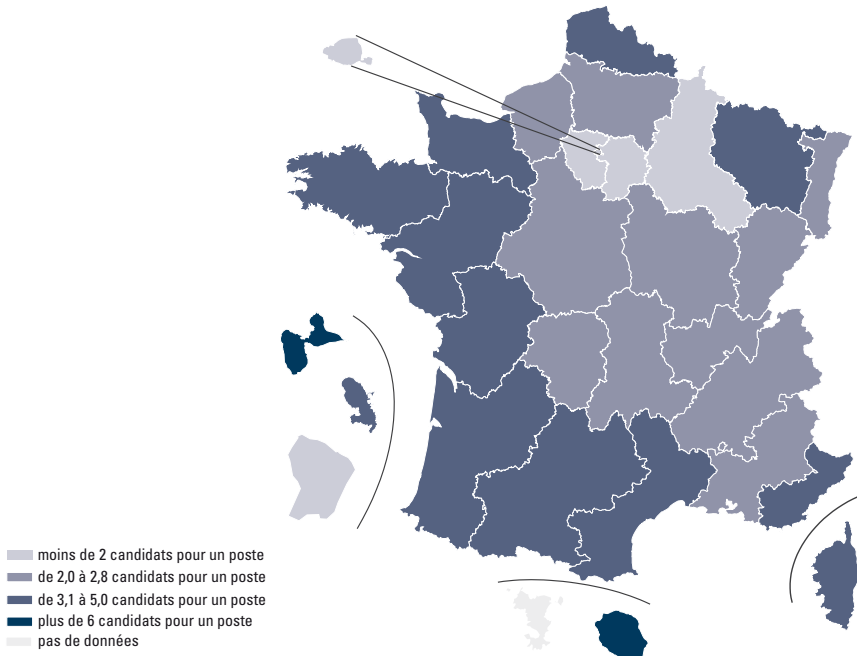 moins de 2 candidats pour un poste
de 2,0 à 2,8 candidats pour un poste
de 3,1 à 5,0 candidats pour un poste
plus de 6 candidats pour un poste
pas de données